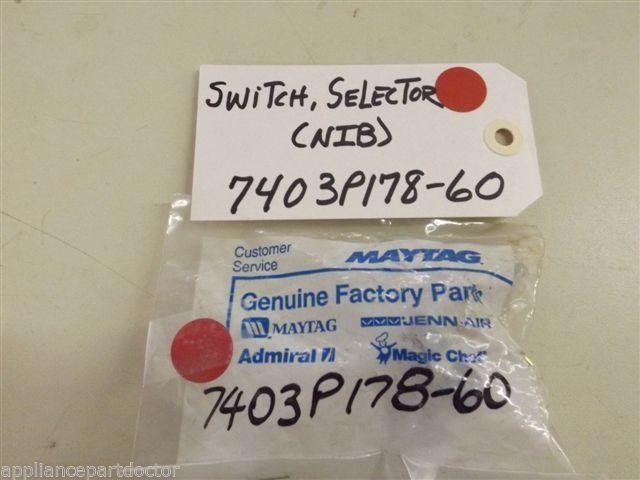 SWITCH, SELECTOR
(NIB)
7403P178-60
Customer
Service
MAYTAG
Genuine Factory Parts
MAYTAG
JENN-AIR
Admiral
Magic Chef
7403P178-60
appliancepartdoctor